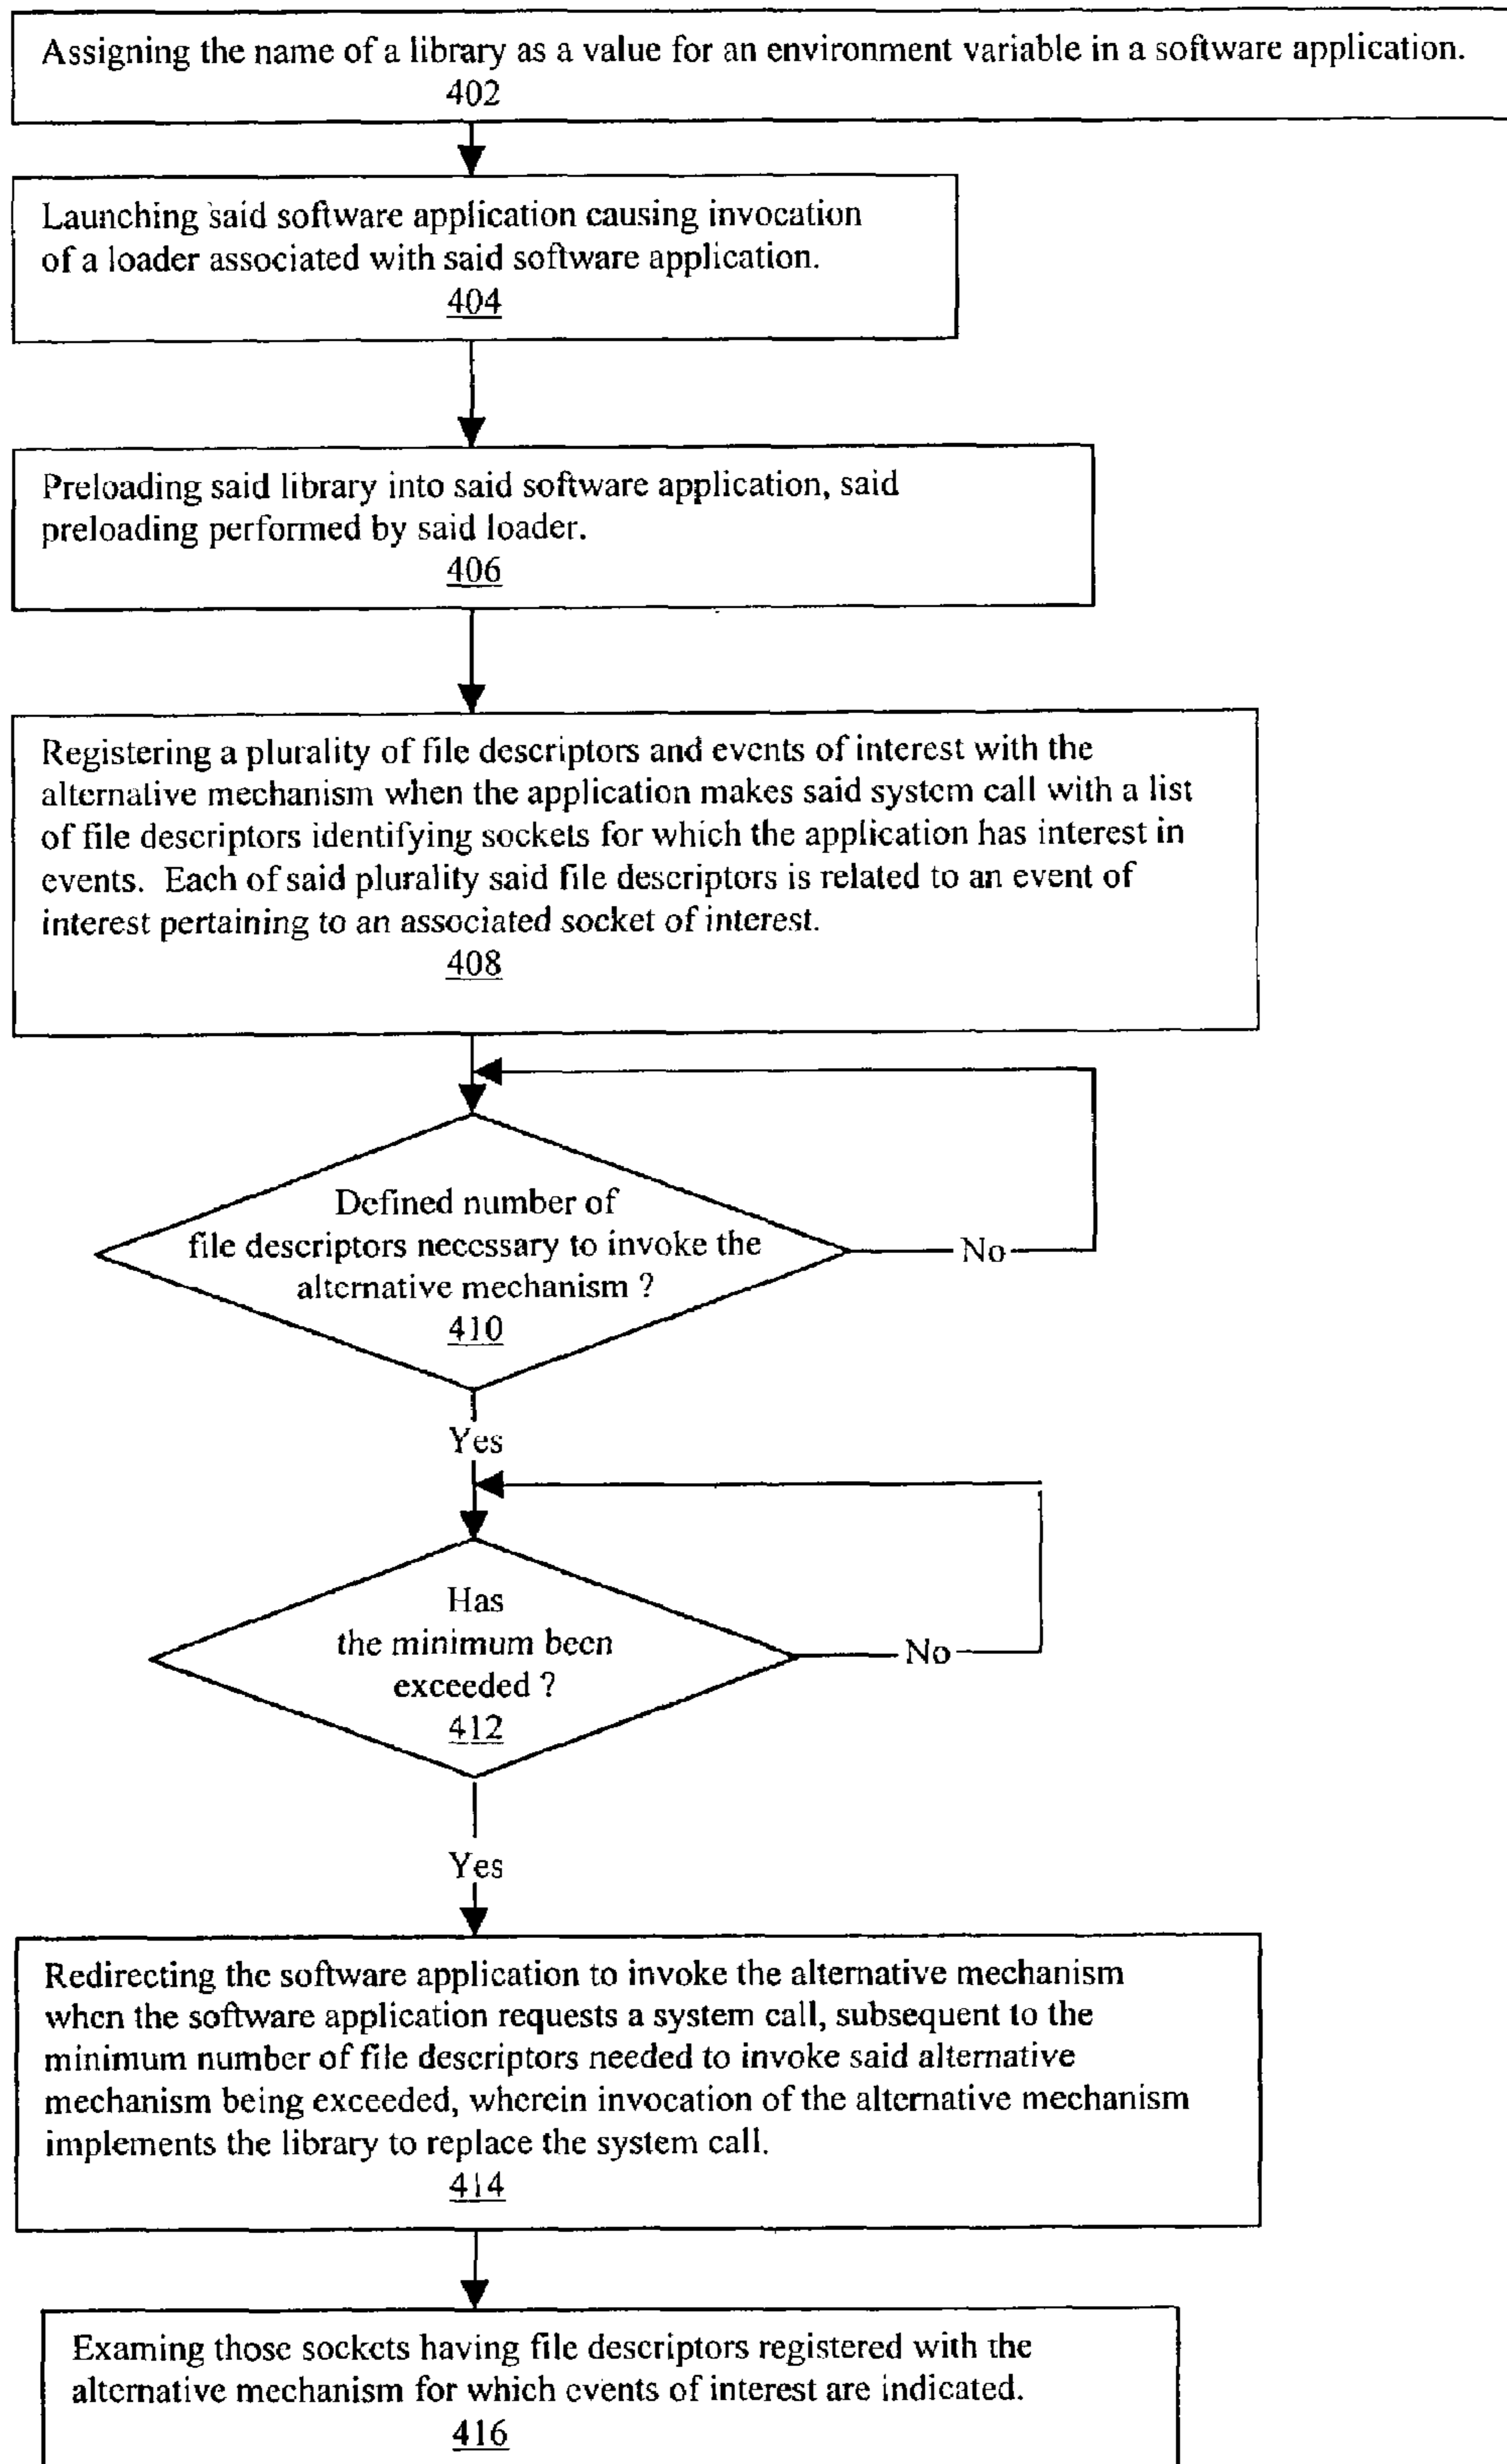 Assigning the name of a library as a value for an environment variable in a software application.
402
Launching said software application causing invocation
of a loader associated with said software application.
404
Preloading said library into said software application, said
preloading performed by said loader.
406
Registering a plurality of file descriptors and events of interest with the
alternative mechanism when the application makes said system call with a list
of file descriptors identifying sockets for which the application has interest in
events. Each of said plurality said file descriptors is related to an event of
interest pertaining to an associated socket of interest.
408
Defined number of
file descriptors necessary to invoke the
alternative mechanism ?
410
No
Yes
Has
the minimum been
exceeded ?
412
No
Yes
Redirecting the software application to invoke the alternative mechanism
when the software application requests a system call, subsequent to the
minimum number of file descriptors needed to invoke said alternative
mechanism being exceeded, wherein invocation of the alternative mechanism
implements the library to replace the system call.
414
Examing those sockets having file descriptors registered with the
alternative mechanism for which events of interest are indicated.
416